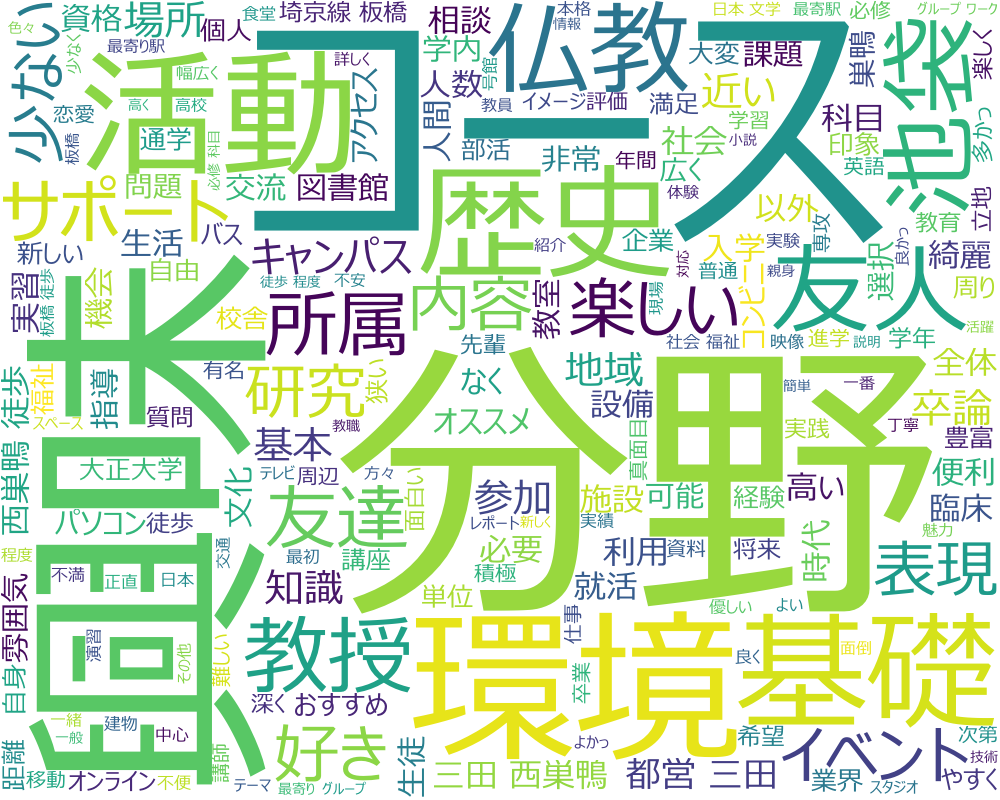 コース
分野
興味
環境
基礎
歴史
活動
仏教
池袋
友人
友達
教授
所属
研究
楽しい
内容
サポート
表現
好き
イベント
少ない
場所
資格
個人
食堂
色々
最寄り駅
少なく
恋愛
板橋
埼京線 板橋
幅広く
高く
高校
詳しく
通学
アクセス
必修 科目
問題
交流
図書館
相談
学内
人数
号館
情報
本格
教員
イメージ評価
人間
部活
非常
満足
大変
課題
近い
学習
小説
社会
広く
年間
体験
日本 文学
最寄駅
必修
グループ ワーク
巣鴨
楽しく
科目
印象
英語
多かっ
教育
立地
新しい
生活
バス
キャンパス
自由
機会
実習
板橋 徒歩
徒歩 程度
不安
校舎
紹介
企業
対応
以外
入学
実験
専攻
良かっ
普通
親身
現場
教室
コンビニ
選択
綺麗
周り
社会 福祉
映像
進学
説明
学年
活躍
全体
有名
先輩
狭い
なく
地域
設備
オススメ
基本
教職
質問
指導
福祉
スペース
徒歩
西巣鴨
大正大学
文化
テレビ
周辺
方々
面白い
参加
レポート
新しく
実績
施設
真面目
可能
経験
簡単
一番
実践
丁寧
高い
卒論
豊富
便利
臨床
魅力
パソコン
徒歩
程度
不満
正直
日本
交通
最初
講座
知識
必要
積極
利用
資料
将来
時代
単位
就活
優しい
よい
雰囲気
自身
演習
その他
難しい
仕事
良く
面倒
卒業
深く
おすすめ
一緒
一般
建物
中心
講師
距離
移動
オンライン
不便
テーマ
最寄り
グループ
生徒
よかっ
三田 西巣鴨
都営 三田
希望
業界
スタジオ
次第
技術
やすく